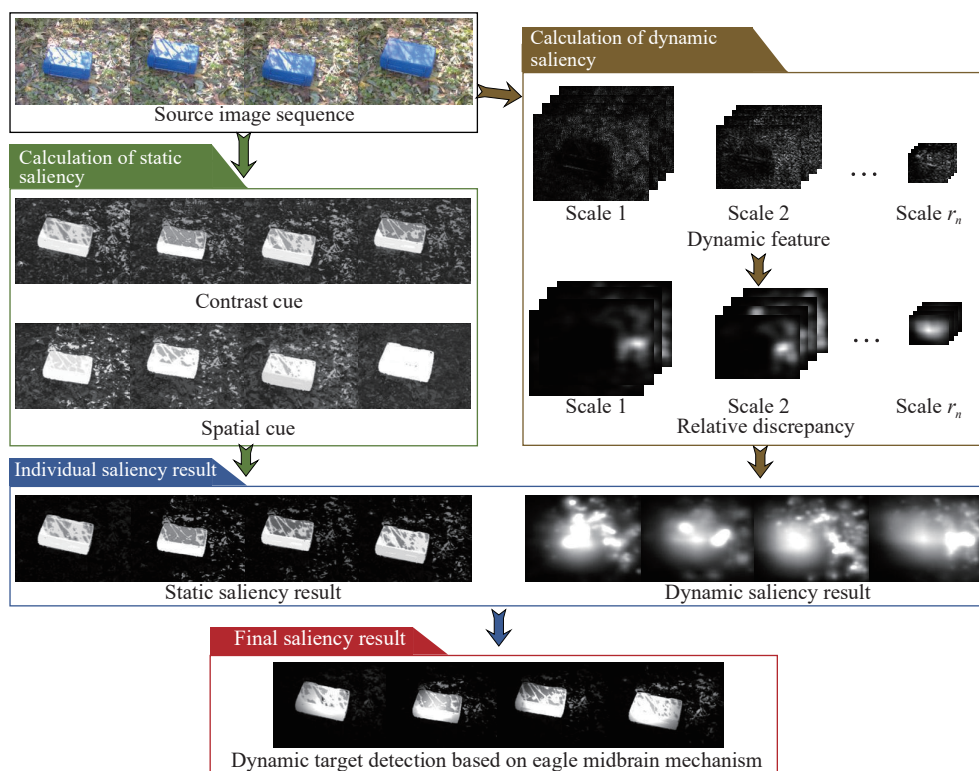 Source image sequence
Calculation of dynamic
saliency
Calculation of static
saliency
Contrast cue
Spatial cue
Scale 1
Scale 2
...
Scale rₙ
Dynamic feature
Scale 1
Scale 2
...
Scale rₙ
Relative discrepancy
Individual saliency result
Static saliency result
Dynamic saliency result
Final saliency result
Dynamic target detection based on eagle midbrain mechanism